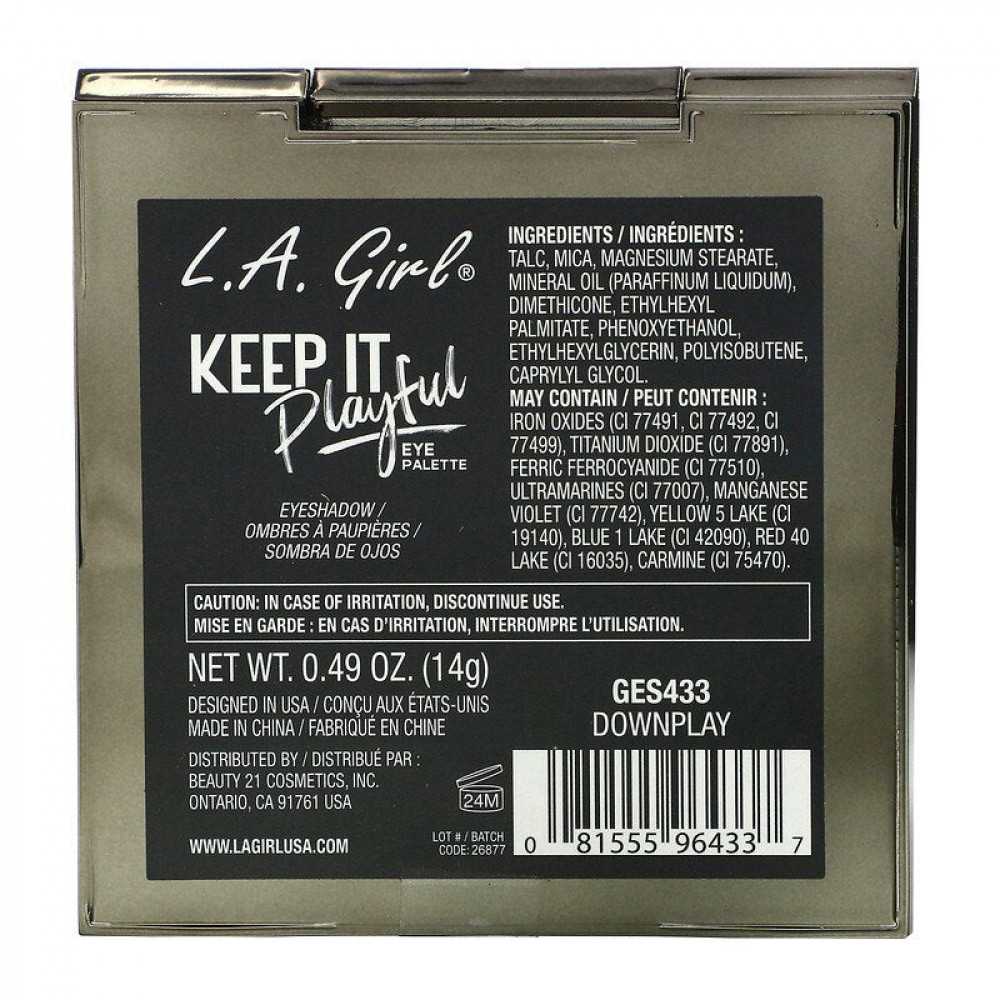 L.A. Girl®
KEEP IT
Playful
EYE
PALETTE
EYESHADOW /
OMBRES À PAUPIÈRES /
SOMBRA DE OJOS
INGREDIENTS / INGRÉDIENTS :
TALC, MICA, MAGNESIUM STEARATE,
MINERAL OIL (PARAFFINUM LIQUIDUM),
DIMETHICONE, ETHYLHEXYL
PALMITATE, PHENOXYETHANOL,
ETHYLHEXYLGLYCERIN, POLYISOBUTENE,
CAPRYLYL GLYCOL.
MAY CONTAIN / PEUT CONTENIR :
IRON OXIDES (CI 77491, CI 77492, CI
77499), TITANIUM DIOXIDE (CI 77891),
FERRIC FERROCYANIDE (CI 77510),
ULTRAMARINES (CI 77007), MANGANESE
VIOLET (CI 77742), YELLOW 5 LAKE (CI
19140), BLUE 1 LAKE (CI 42090), RED 40
LAKE (CI 16035), CARMINE (CI 75470).
CAUTION: IN CASE OF IRRITATION, DISCONTINUE USE.
MISE EN GARDE : EN CAS D'IRRITATION, INTERROMPRE L'UTILISATION.
NET WT. 0.49 OZ. (14g)
DESIGNED IN USA / CONÇU AUX ÉTATS-UNIS
MADE IN CHINA / FABRIQUÉ EN CHINE
DISTRIBUTED BY / DISTRIBUÉ PAR :
BEAUTY 21 COSMETICS, INC.
ONTARIO, CA 91761 USA
WWW.LAGIRLUSA.COM
24M
LOT # / BATCH
CODE: 26877
GES433
DOWNPLAY
0 81555 96433 7